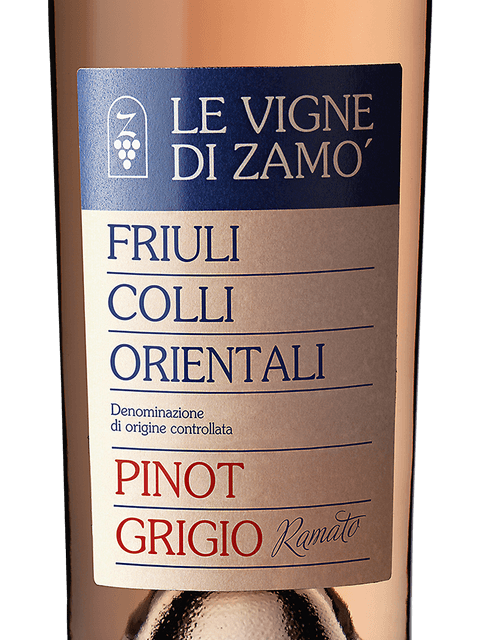 Z
LE VIGNE
DI ZAMO´
FRIULI
COLLI
ORIENTALI
Denominazione
di origine controllata
PINOT
GRIGIO Ramato